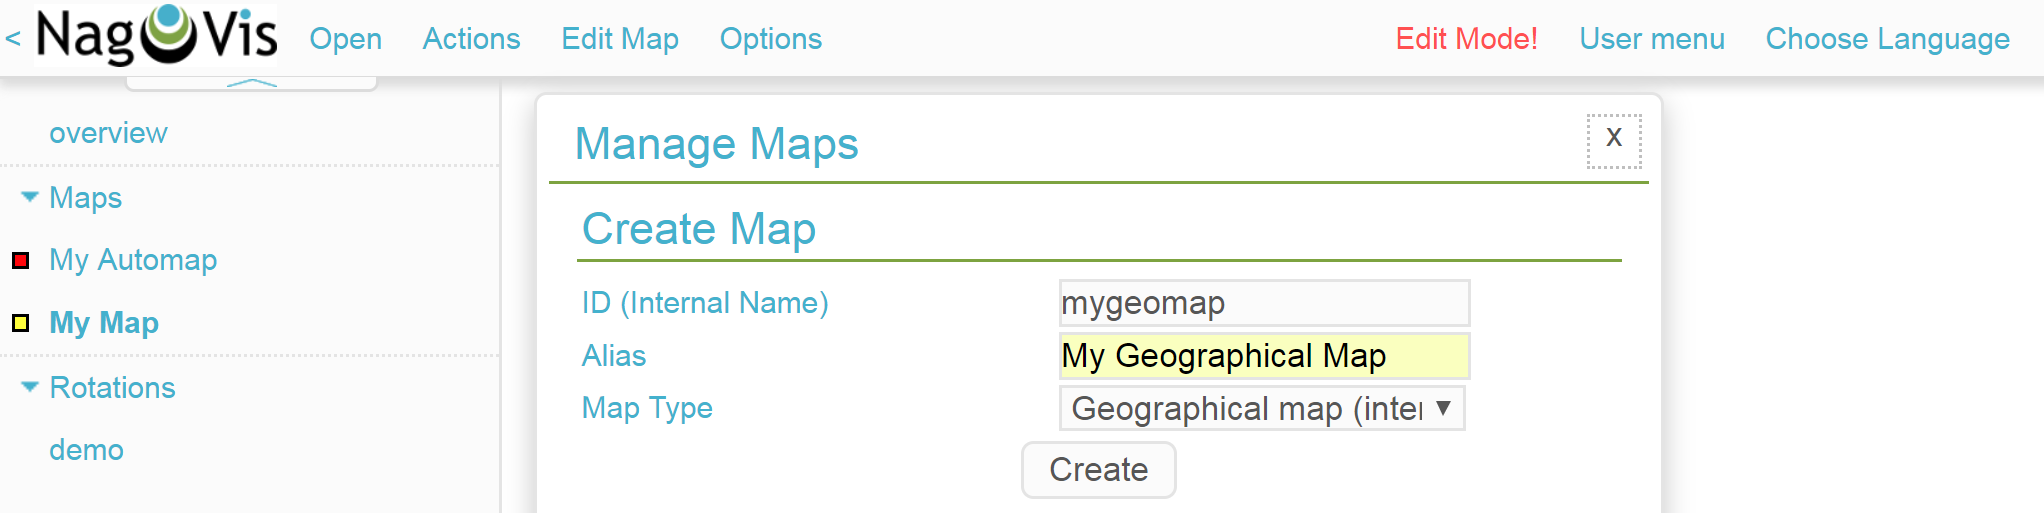 < NagVis Open Actions Edit Map Options Edit Mode! User menu Choose Language
overview
Maps
My Automap
My Map
Rotations
demo
Manage Maps x
Create Map
ID (Internal Name) mygeomap
Alias My Geographical Map
Map Type Geographical map (inter
Create